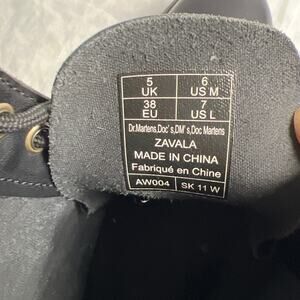 5 6
UK US M
38 7
EU US L
Dr.Martens,Doc's,DM's,Doc Martens
ZAVALA
MADE IN CHINA
Fabriqué en Chine
AW004 SK 11 W